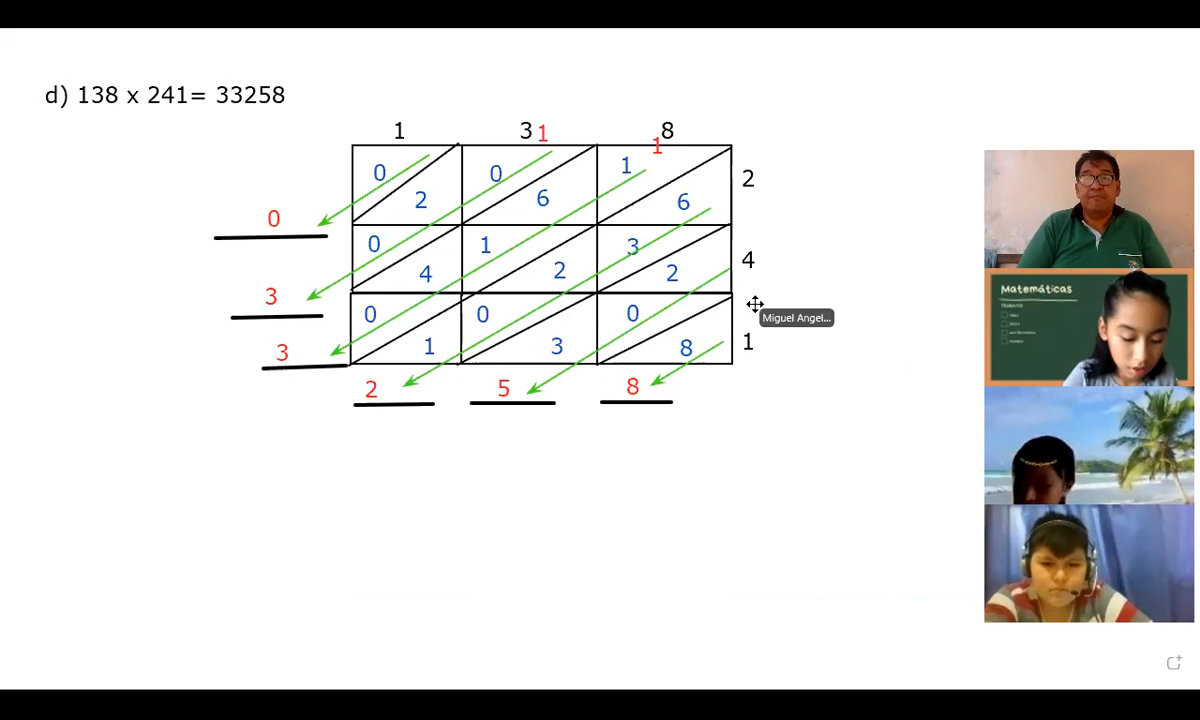 d) 138 x 241= 33258
1 3 1 8
1
0 0 1 2
2 6 6
0
0 1 3 4
4 2 2
3
0 0 0 1
1 3 8
3
2 5 8
Miguel Angel...
Matemáticas